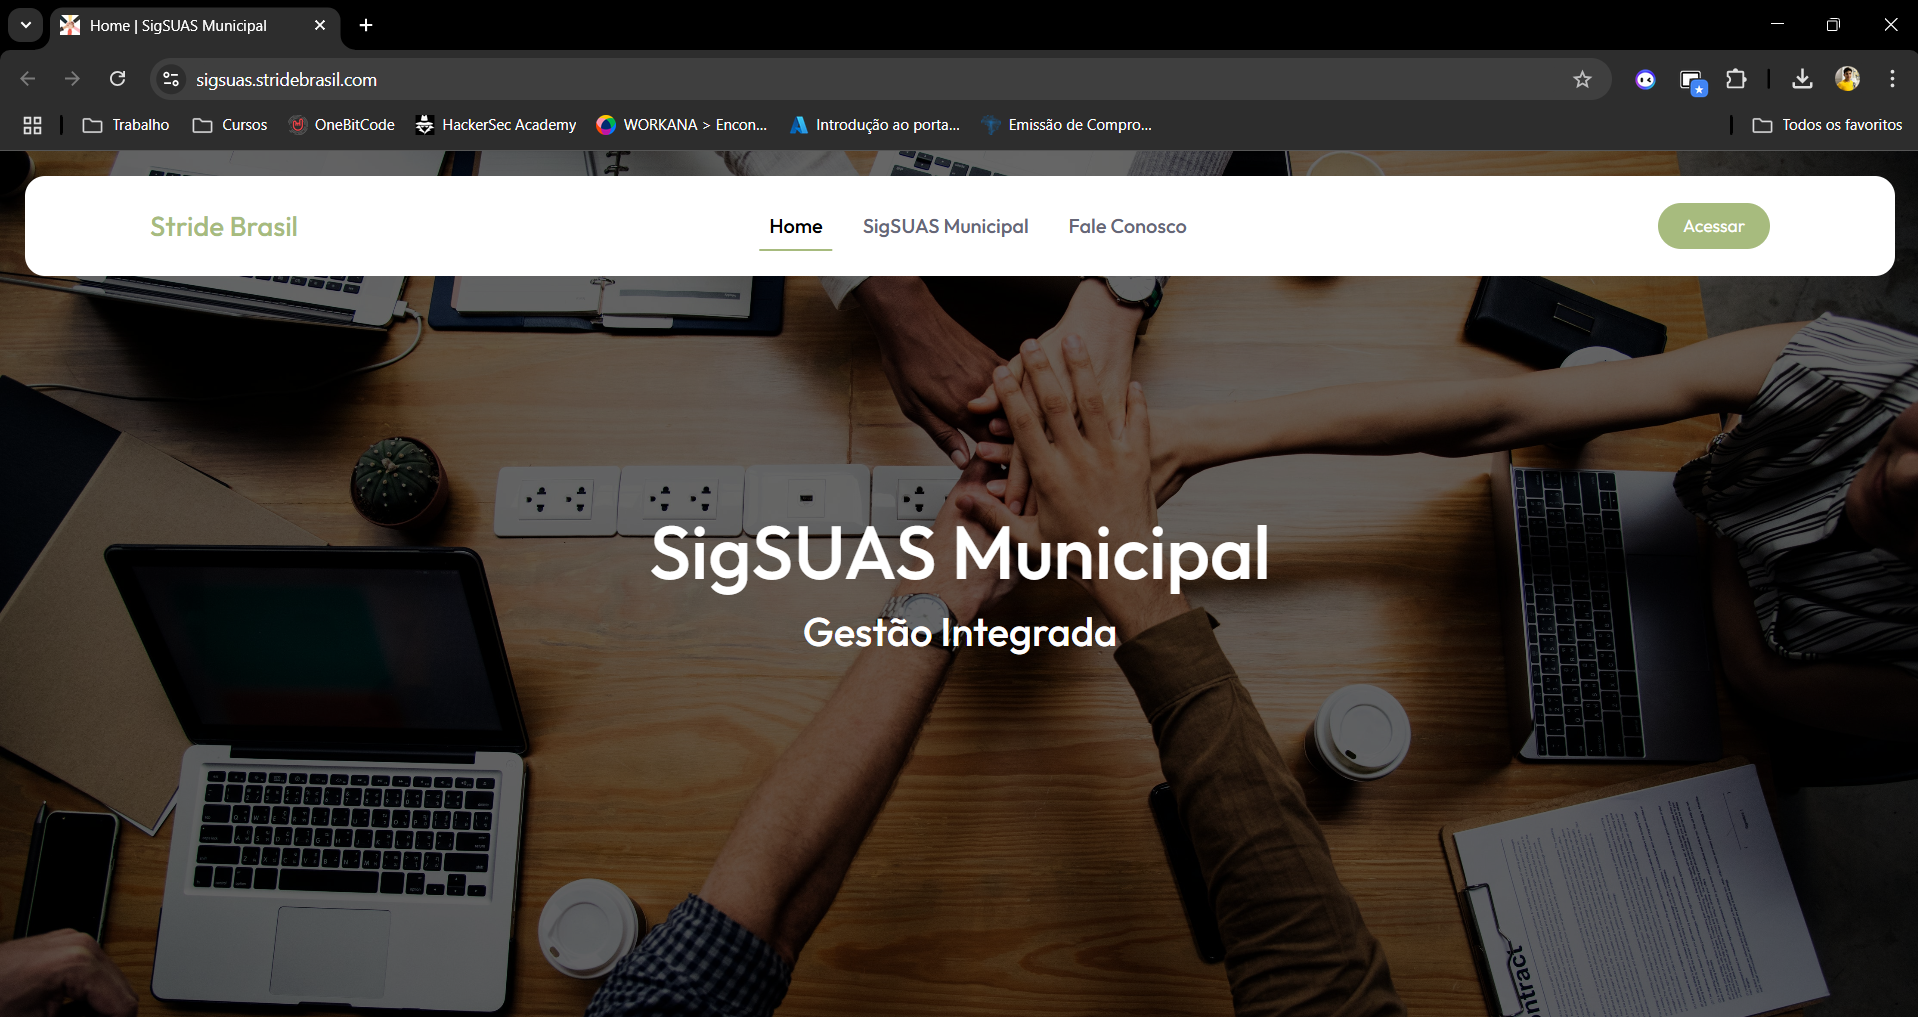 Home | SigSUAS Municipal
sigsuas.stridebrasil.com
Trabalho
Cursos
OneBitCode
HackerSec Academy
WORKANA > Encon...
Introdução ao porta...
Emissão de Compro...
Todos os favoritos
Stride Brasil
Home
SigSUAS Municipal
Fale Conosco
Acessar
SigSUAS Municipal
Gestão Integrada